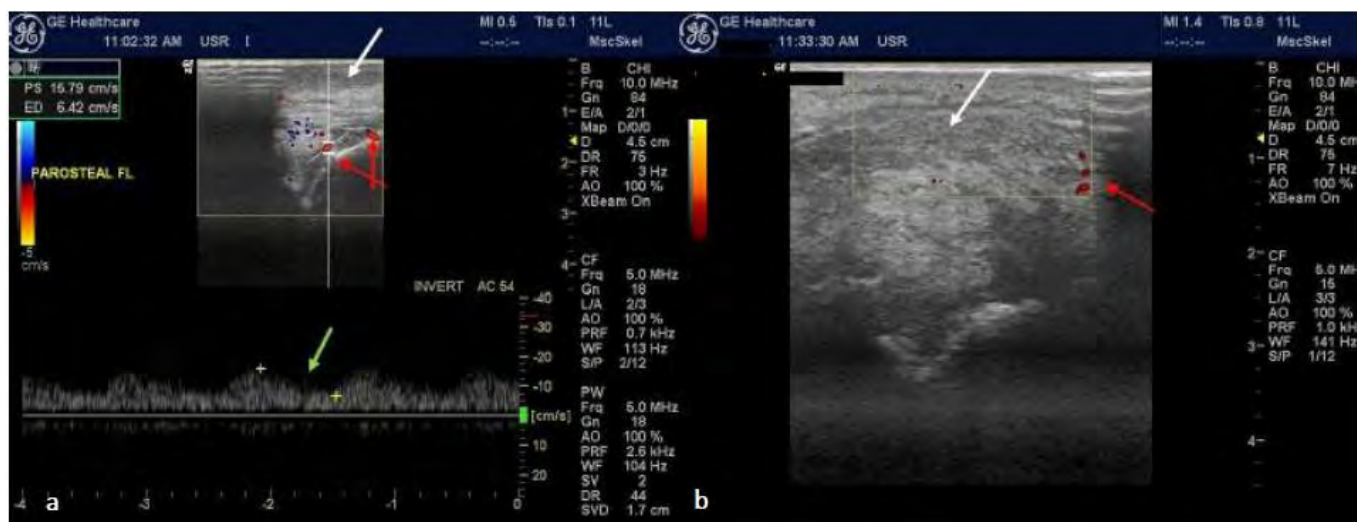 GE Healthcare
MI 0.5 TIs 0.1 11L
11:02:32 AM USR
--:--:-- MscSkel
PS 15.79 cm/s
ED 6.42 cm/s
PAROSTEAL FL
-5
cm/s
B CHI
Frq 10.0 MHz
Gn 84
E/A 2/1
Map D/0/0
D 4.5 cm
DR 75
FR 3 Hz
AO 100 %
XBeam On
1
2
3
4
CF
Frq 5.0 MHz
Gn 18
L/A 2/3
AO 100 %
PRF 0.7 kHz
WF 113 Hz
S/P 2/12
INVERT AC 54
PW
Frq 5.0 MHz
Gn 18
AO 100 %
PRF 2.6 kHz
WF 104 Hz
SV 2
DR 44
SVD 1.7 cm
-40
-30
-20
-10
[cm/s]
10
20
-4 -3 -2 -1 0
a
GE Healthcare
MI 1.4 TIs 0.8 11L
11:33:30 AM USR
--:--:-- MscSkel
B CHI
Frq 10.0 MHz
Gn 84
E/A 2/1
Map D/0/0
D 4.5 cm
DR 75
FR 7 Hz
AO 100 %
XBeam On
1
2
3
4
CF
Frq 5.0 MHz
Gn 15
L/A 3/3
AO 100 %
PRF 1.0 kHz
WF 141 Hz
S/P 1/12
b